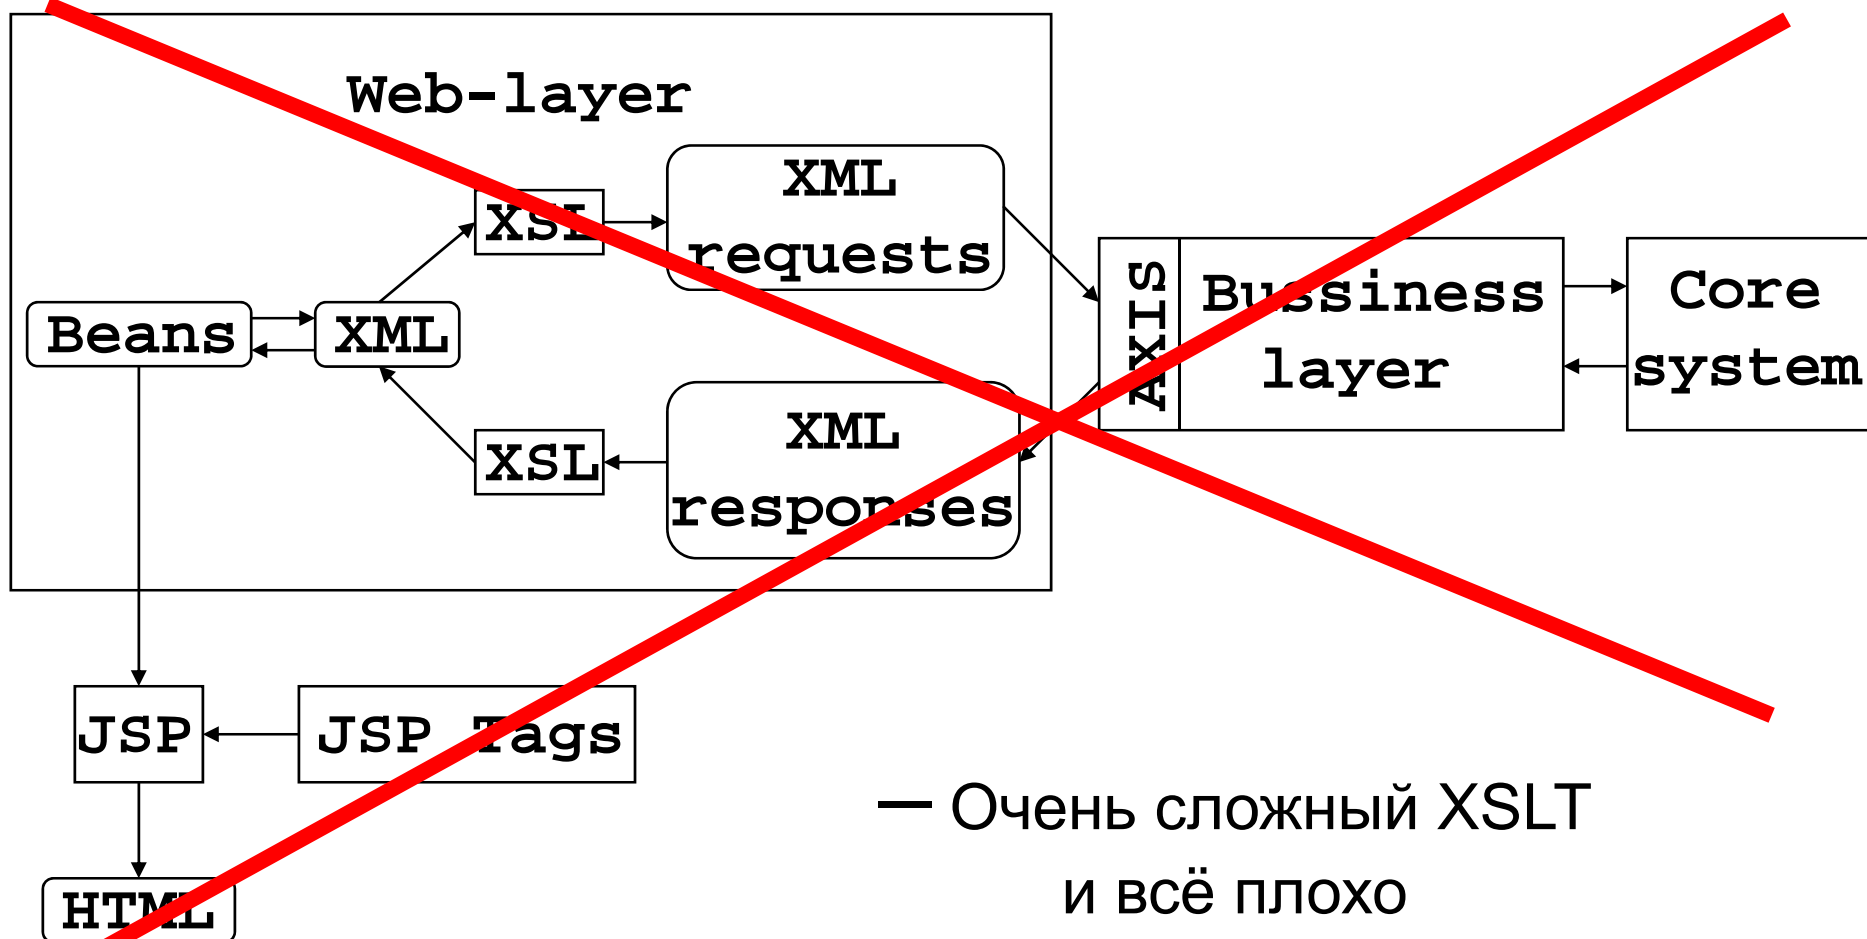 Web-layer
XSL
XML
requests
Beans
XML
AXIS
Bussiness
layer
Core
system
XSL
XML
responses
JSP
JSP Tags
HTML
— Очень сложный XSLT
и всё плохо